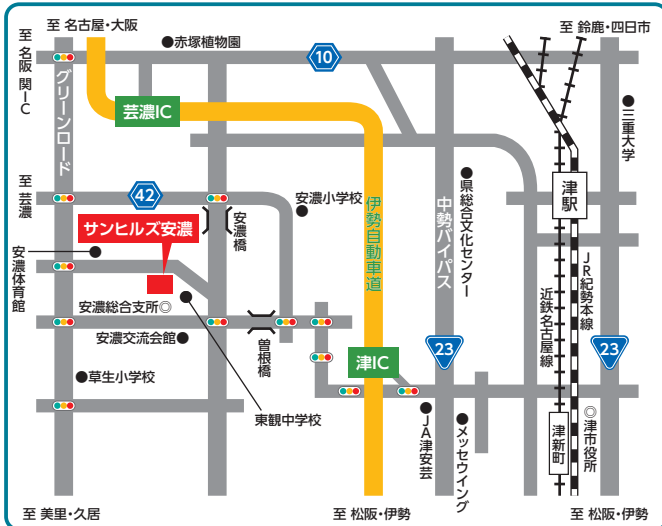 至 名古屋・大阪
至 鈴鹿・四日市
至 名阪 関IC
赤塚植物園
10
グリーンロード
芸濃IC
三重大学
至 芸濃
42
安濃小学校
伊勢自動車道
中勢バイパス
県総合文化センター
津駅
サンヒルズ安濃
安濃橋
安濃体育館
JR紀勢本線
近鉄名古屋線
安濃総合支所◎
安濃交流会館
曽根橋
津IC
23
23
草生小学校
東観中学校
JA津安芸
メッセウイング
津新町
◎津市役所
至 美里・久居
至 松阪・伊勢
至 松阪・伊勢